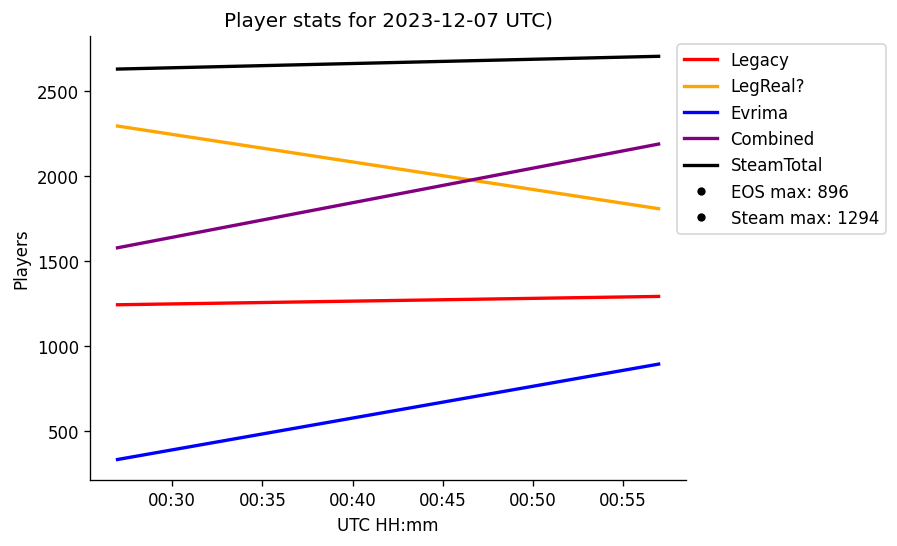 Player stats for 2023-12-07 UTC)
Legacy
LegReal?
Evrima
Combined
SteamTotal
EOS max: 896
Steam max: 1294
Players
2500
2000
1500
1000
500
00:30 00:35 00:40 00:45 00:50 00:55
UTC HH:mm